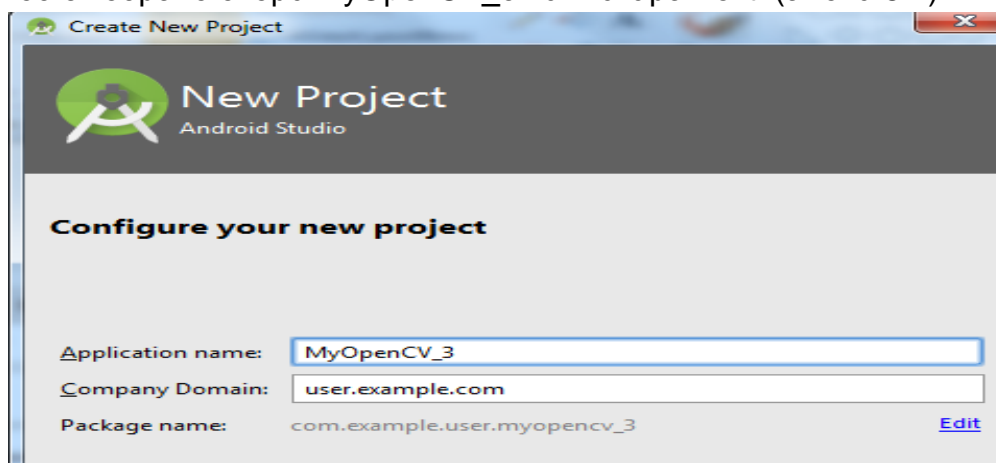 Create New Project
New Project
Android Studio
Configure your new project
Application name: MyOpenCV_3
Company Domain: user.example.com
Package name: com.example.user.myopencv_3 Edit